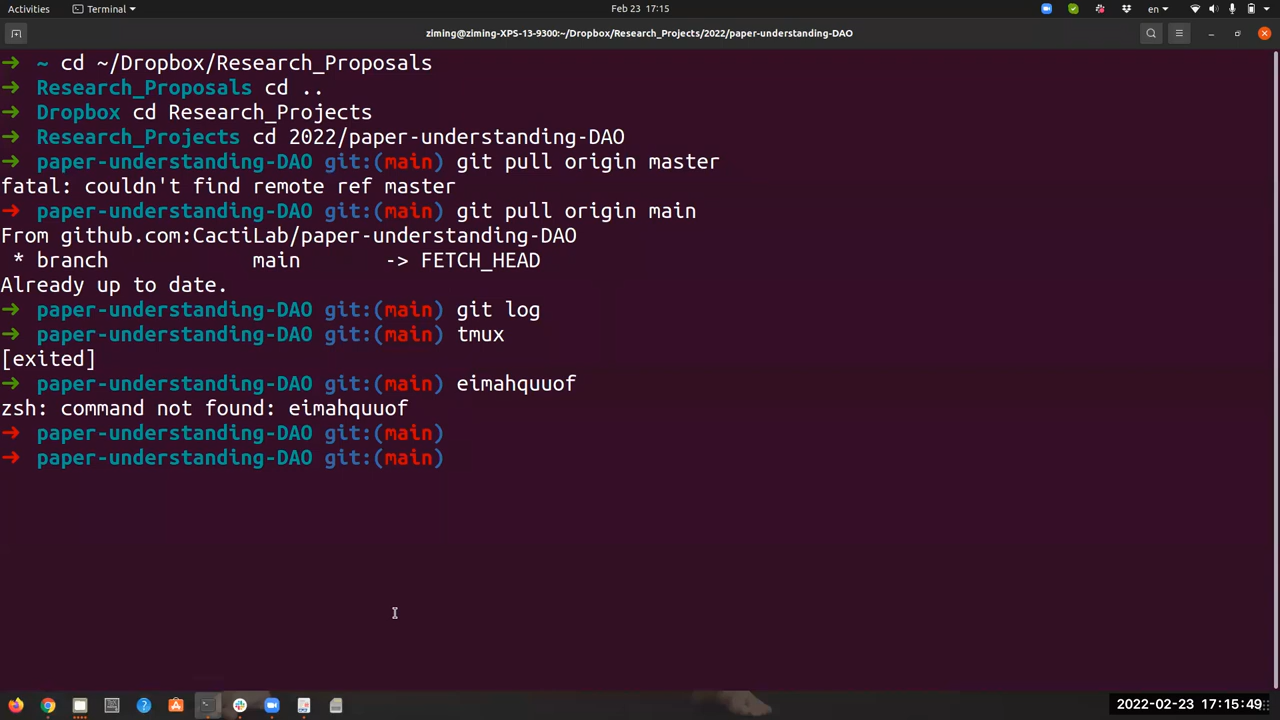 Activities Terminal Feb 23 17:15 en
ziming@ziming-XPS-13-9300:~/Dropbox/Research_Projects/2022/paper-understanding-DAO
➜ ~ cd ~/Dropbox/Research_Proposals
➜ Research_Proposals cd ..
➜ Dropbox cd Research_Projects
➜ Research_Projects cd 2022/paper-understanding-DAO
➜ paper-understanding-DAO git:(main) git pull origin master
fatal: couldn't find remote ref master
➜ paper-understanding-DAO git:(main) git pull origin main
From github.com:CactiLab/paper-understanding-DAO
* branch main -> FETCH_HEAD
Already up to date.
➜ paper-understanding-DAO git:(main) git log
➜ paper-understanding-DAO git:(main) tmux
[exited]
➜ paper-understanding-DAO git:(main) eimahquuof
zsh: command not found: eimahquuof
➜ paper-understanding-DAO git:(main)
➜ paper-understanding-DAO git:(main)
2022-02-23 17:15:49